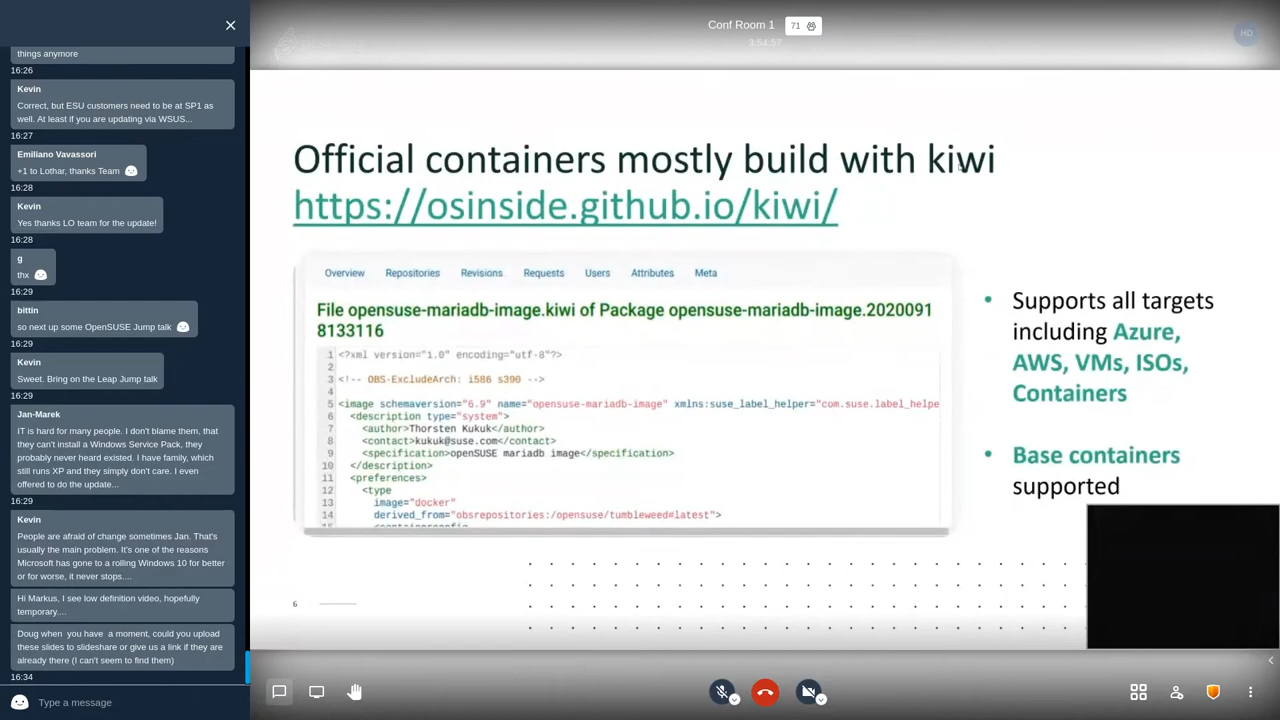 things anymore
16:26
Kevin
Correct, but ESU customers need to be at SP1 as
well. At least if you are updating via WSUS...
16:27
Emiliano Vavassori
+1 to Lothar, thanks Team
16:28
Kevin
Yes thanks LO team for the update!
16:28
g
thx
16:29
bittin
so next up some OpenSUSE Jump talk
16:29
Kevin
Sweet. Bring on the Leap Jump talk
16:29
Jan-Marek
IT is hard for many people. I don't blame them, that
they can't install a Windows Service Pack, they
probably never heard existed. I have family, which
still runs XP and they simply don't care. I even
offered to do the update...
16:29
Kevin
People are afraid of change sometimes Jan. That's
usually the main problem. It's one of the reasons
Microsoft has gone to a rolling Windows 10 for better
or for worse, it never stops....
Hi Markus, I see low definition video, hopefully
temporary....
Doug when  you have  a moment, could you upload
these slides to slideshare or give us a link if they are
already there (I can't seem to find them)
16:34
Type a message
Conf Room 1
71
3:54:57
HD
Official containers mostly build with kiwi
https://osinside.github.io/kiwi/
Overview Repositories Revisions Requests Users Attributes Meta
File opensuse-mariadb-image.kiwi of Package opensuse-mariadb-image.2020091
8133116
1 <?xml version="1.0" encoding="utf-8"?>
2
3 <!-- OBS-ExcludeArch: i586 s390 -->
4
5 <image schemaversion="6.9" name="opensuse-mariadb-image" xmlns:suse_label_helper="com.suse.label_helpe
6 <description type="system">
7 <author>Thorsten Kukuk</author>
8 <contact>kukuk@suse.com</contact>
9 <specification>openSUSE mariadb image</specification>
10 </description>
11 <preferences>
12 <type
13 image="docker"
14 derived_from="obsrepositories:/opensuse/tumbleweed#latest">
15 <containerconfig
• Supports all targets
including Azure,
AWS, VMs, ISOs,
Containers
• Base containers
supported
6